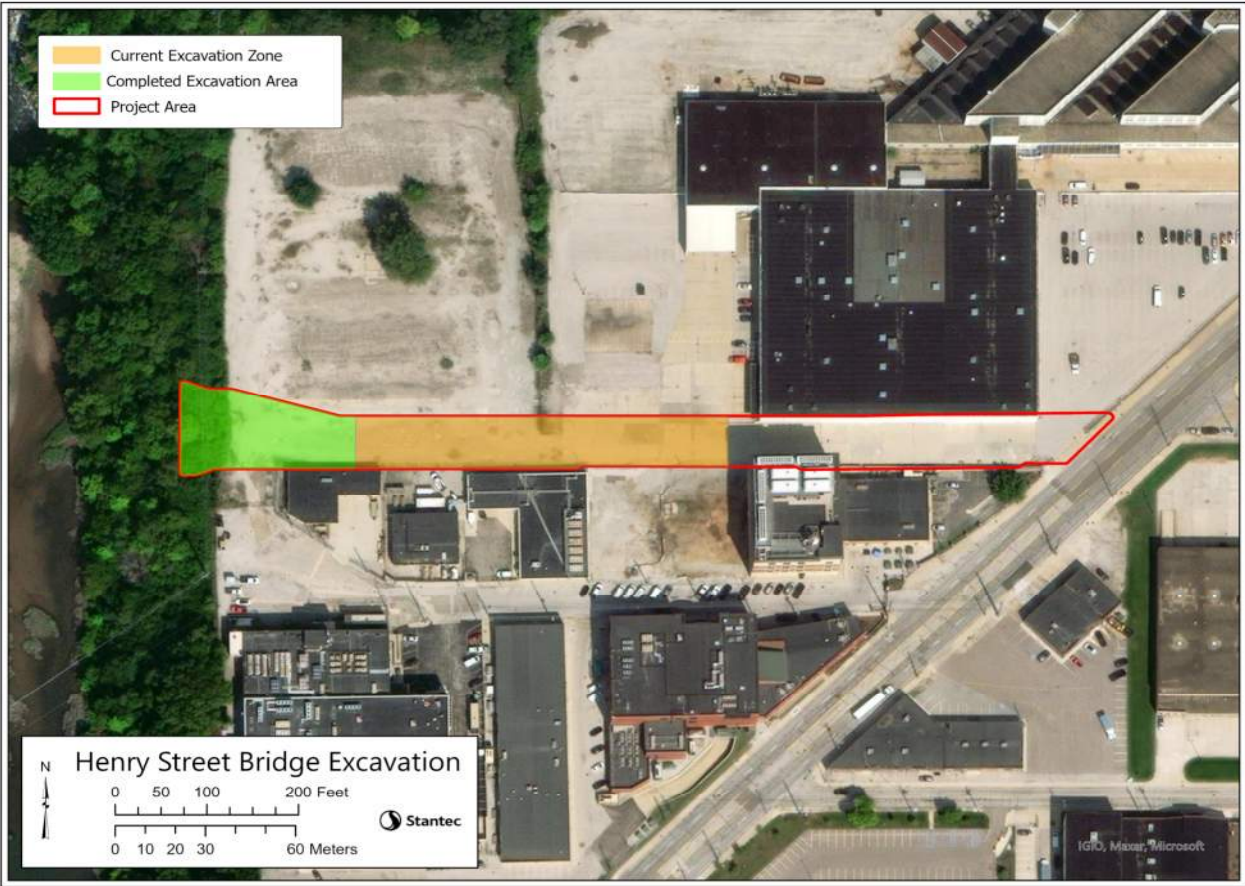 Current Excavation Zone
Completed Excavation Area
Project Area
Henry Street Bridge Excavation
N
0 50 100 200 Feet
Stantec
0 10 20 30 60 Meters
IGIO, Maxar, Microsoft